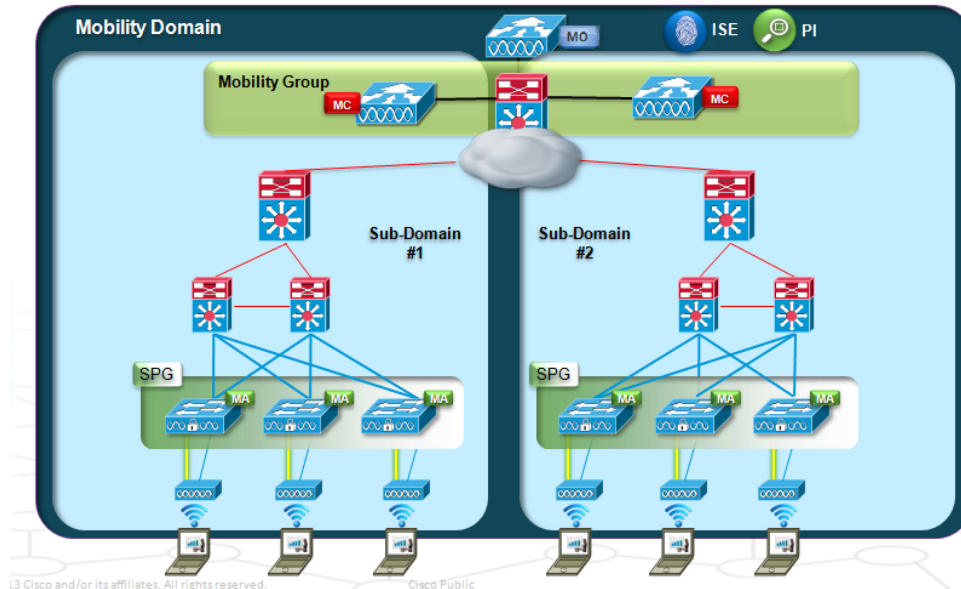 Mobility Domain
MO
ISE
PI
Mobility Group
MC
MC
Sub-Domain
#1
Sub-Domain
#2
SPG
MA
MA
MA
SPG
MA
MA
MA
13 Cisco and/or its affiliates. All rights reserved.
Cisco Public